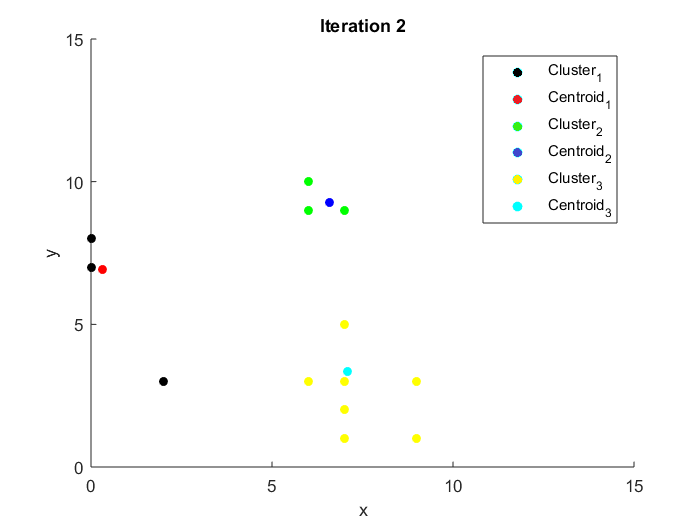 Iteration 2
15
10
5
0
y
0
5
10
15
x
Cluster₁
Centroid₁
Cluster₂
Centroid₂
Cluster₃
Centroid₃